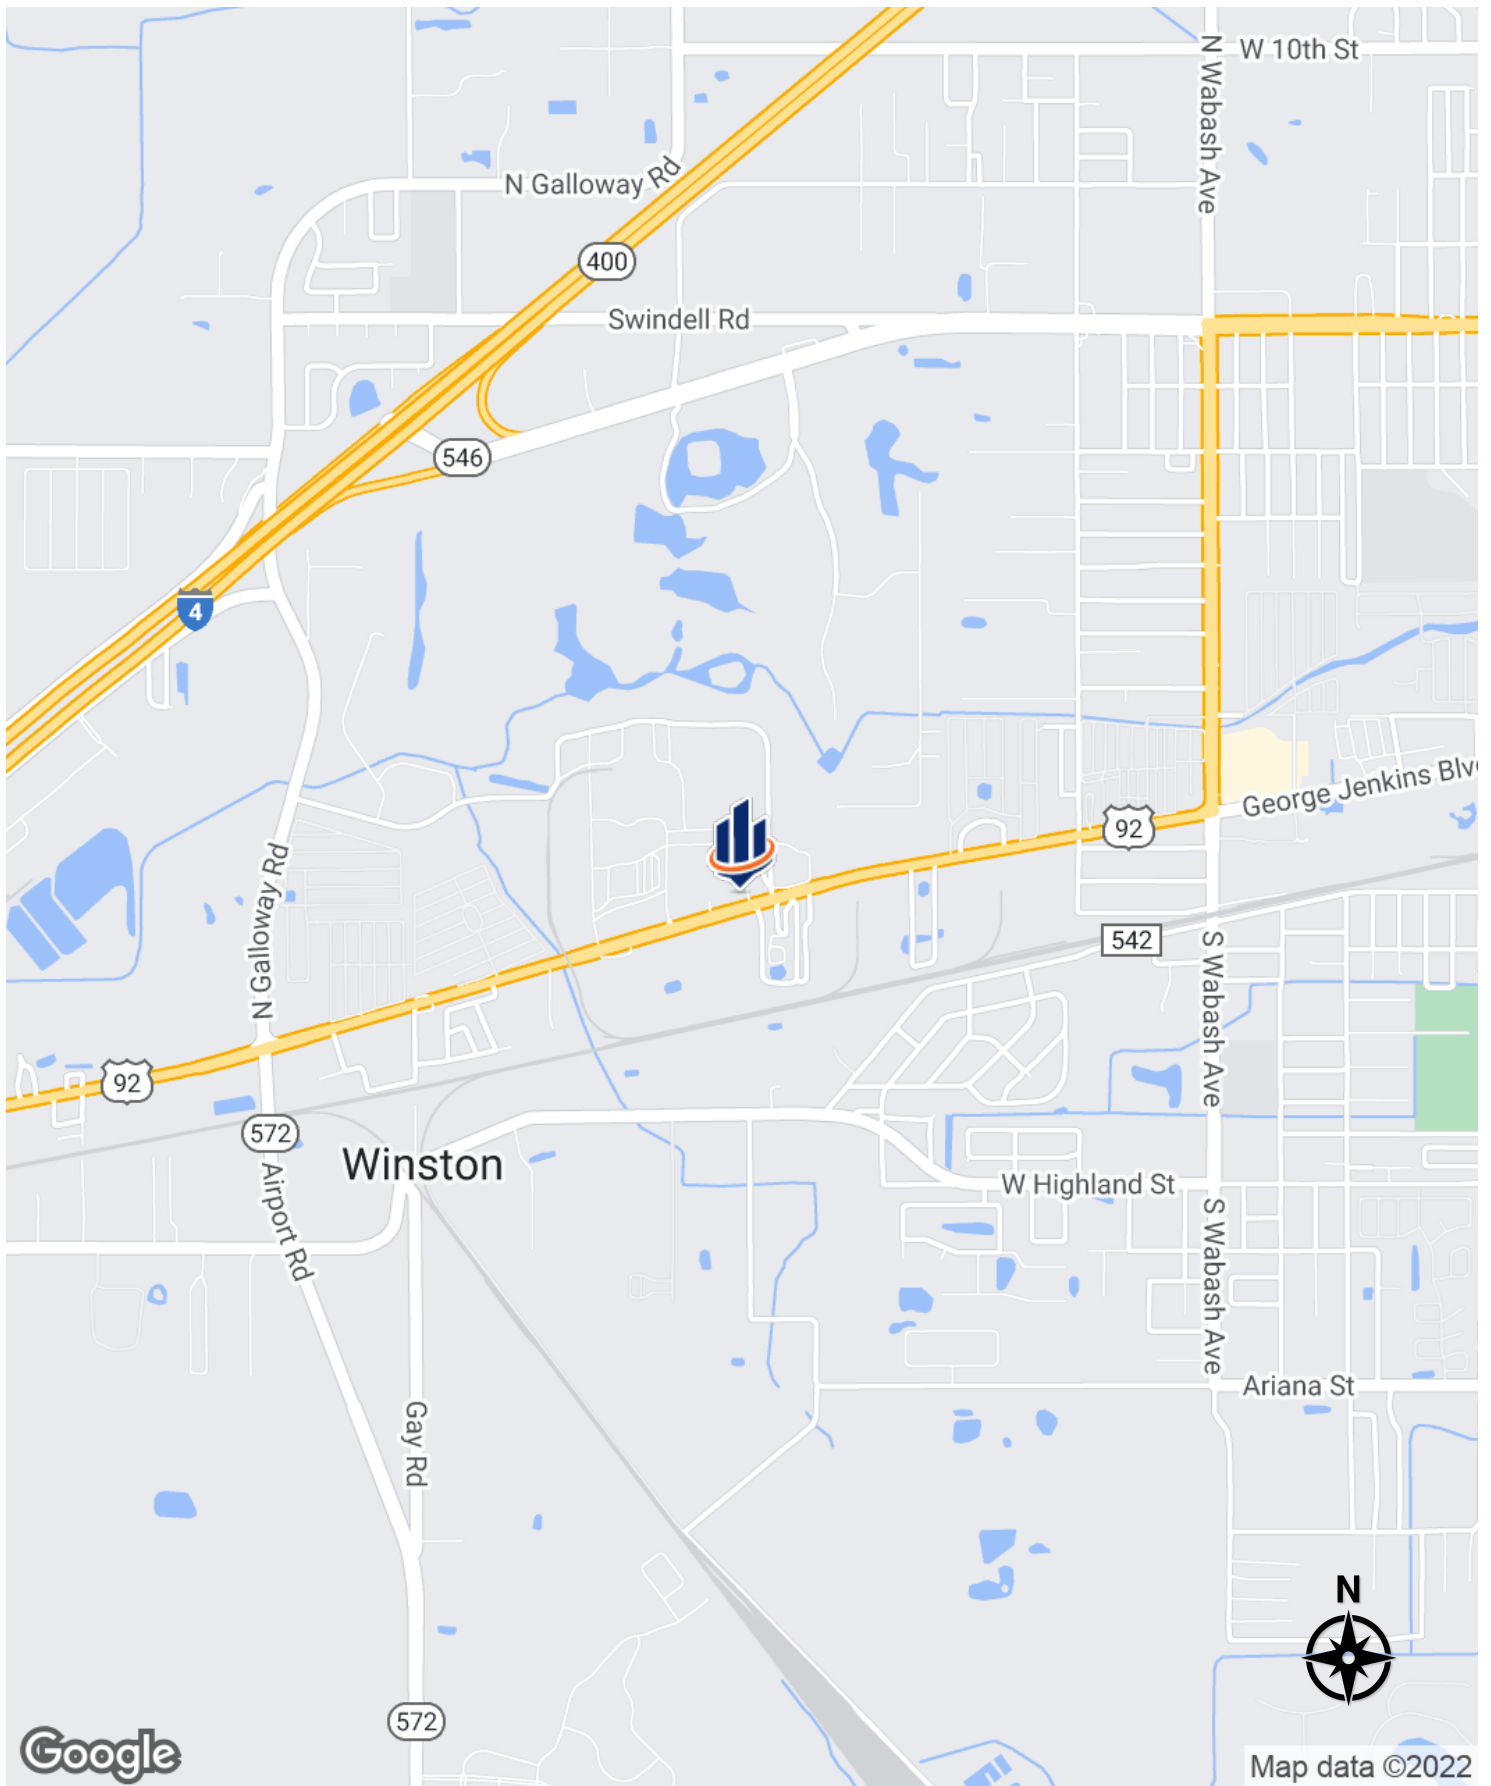 W 10th St
N Wabash Ave
N Galloway Rd
400
Swindell Rd
546
4
George Jenkins Blv
92
N Galloway Rd
542
S Wabash Ave
92
572
Winston
Airport Rd
W Highland St
S Wabash Ave
Ariana St
Gay Rd
N
572
Google
Map data ©2022